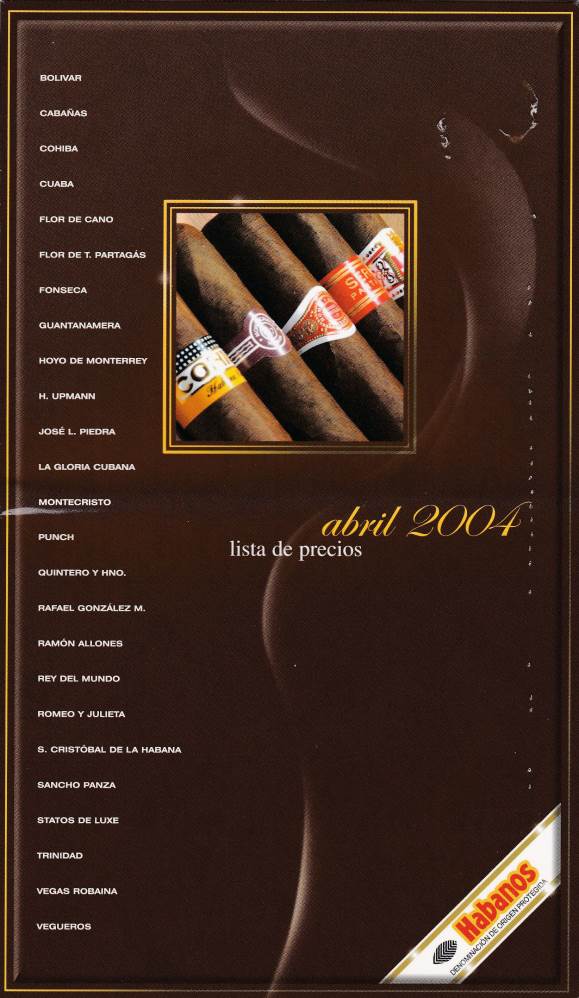 BOLIVAR
CABAÑAS
COHIBA
CUABA
FLOR DE CANO
FLOR DE T. PARTAGÁS
FONSECA
GUANTANAMERA
HOYO DE MONTERREY
H. UPMANN
JOSÉ L. PIEDRA
LA GLORIA CUBANA
MONTECRISTO
PUNCH
QUINTERO Y HNO.
RAFAEL GONZÁLEZ M.
RAMÓN ALLONES
REY DEL MUNDO
ROMEO Y JULIETA
S. CRISTÓBAL DE LA HABANA
SANCHO PANZA
STATOS DE LUXE
TRINIDAD
VEGAS ROBAINA
VEGUEROS
abril 2004
lista de precios
Habanos
DENOMINACIÓN DE ORIGEN PROTEGIDA